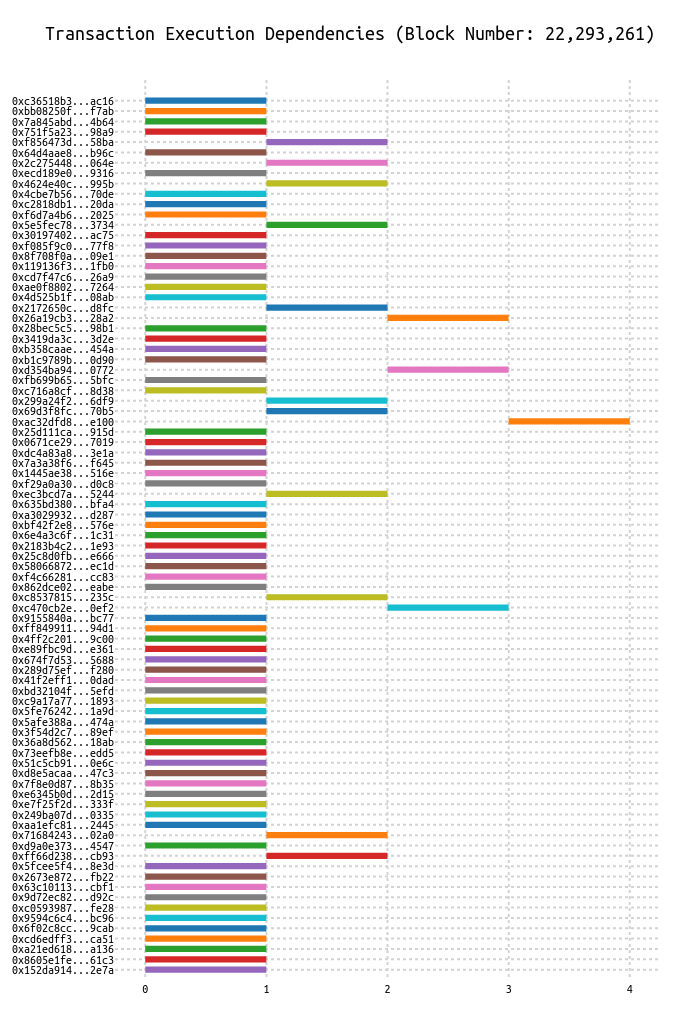 Transaction Execution Dependencies (Block Number: 22,293,261)
0xc36518b3...ac16
0xbb08250f...f7ab
0x7a845abd...4b64
0x751f5a23...98a9
0xf856473d...58ba
0x64d4aae8...b96c
0x2c275448...064e
0xecd189e0...9316
0x4624e40c...995b
0x4cbe7b56...70de
0xc2818db1...20da
0xf6d7a4b6...2025
0x5e5fec78...3734
0x30197402...ac75
0xf085f9c0...77f8
0x8f708f0a...09e1
0x119136f3...1fb0
0xcd7f47c6...26a9
0xae0f8802...7264
0x4d525b1f...08ab
0x2172650c...d8fc
0x26a19cb3...28a2
0x28bec5c5...98b1
0x3419da3c...3d2e
0xb358caae...454a
0xb1c9789b...0d90
0xd354ba94...0772
0xfb699b65...5bfc
0xc716a8cf...8d38
0x299a24f2...6df9
0x69d3f8fc...70b5
0xac32dfd8...e100
0x25d111ca...915d
0x0671ce29...7019
0xdc4a83a8...3e1a
0x7a3a38f6...f645
0x1445ae38...516e
0xf29a0a30...d0c8
0xec3bcd7a...5244
0x635bd380...bfa4
0xa3029932...d287
0xbf42f2e8...576e
0x6e4a3c6f...1c31
0x2183b4c2...1e93
0x25c8d0fb...e666
0x58066872...ec1d
0xf4c66281...cc83
0x862dce02...eabe
0xc8537815...235c
0xc470cb2e...0ef2
0x9155840a...bc77
0xff849911...94d1
0x4ff2c201...9c00
0xe89fbc9d...e361
0x674f7d53...5688
0x289d75ef...f280
0x41f2eff1...0dad
0xbd32104f...5efd
0xc9a17a77...1893
0x5fe76242...1a9d
0x5afe388a...474a
0x3f54d2c7...89ef
0x36a8d562...18ab
0x73eefb8e...edd5
0x51c5cb91...0e6c
0xd8e5acaa...47c3
0x7f8e0d87...8b35
0xe6345b0d...2d15
0xe7f25f2d...333f
0x249ba07d...0335
0xaa1efc81...2445
0x71684243...02a0
0xd9a0e373...4547
0xff66d238...cb93
0x5fcee5f4...8e3d
0x2673e872...fb22
0x63c10113...cbf1
0x9d72ec82...d92c
0xc0593987...fe28
0x9594c6c4...bc96
0x6f02c8cc...9cab
0xcd6edff3...ca51
0xa21ed618...a136
0x8605e1fe...61c3
0x152da914...2e7a
0 1 2 3 4